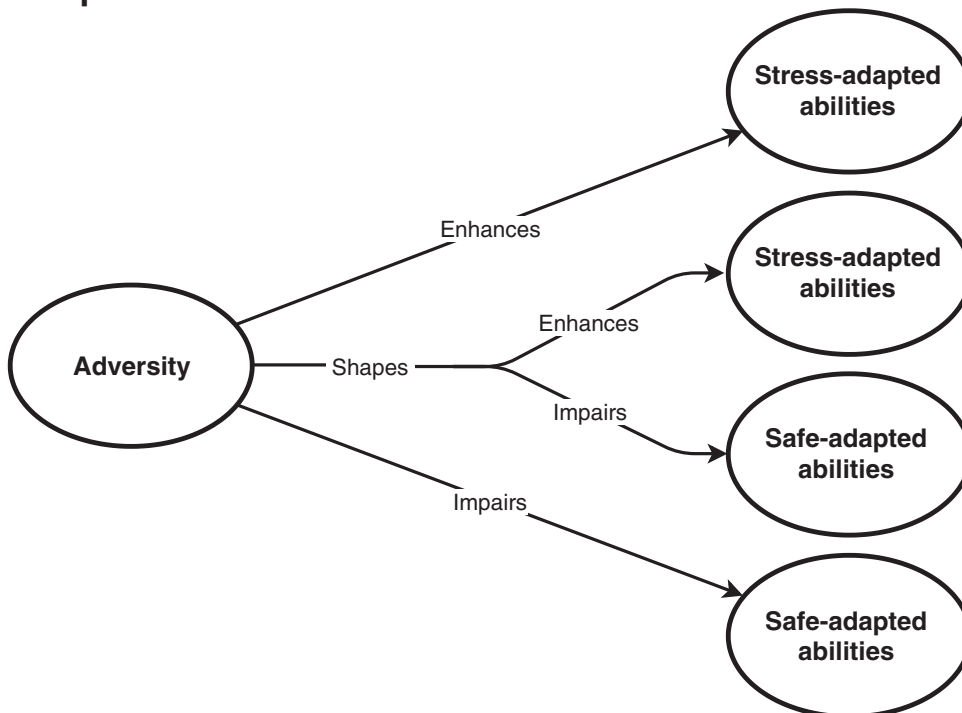 Stress-adapted
abilities
Enhances
Stress-adapted
abilities
Enhances
Adversity
Shapes
Impairs
Safe-adapted
abilities
Impairs
Safe-adapted
abilities